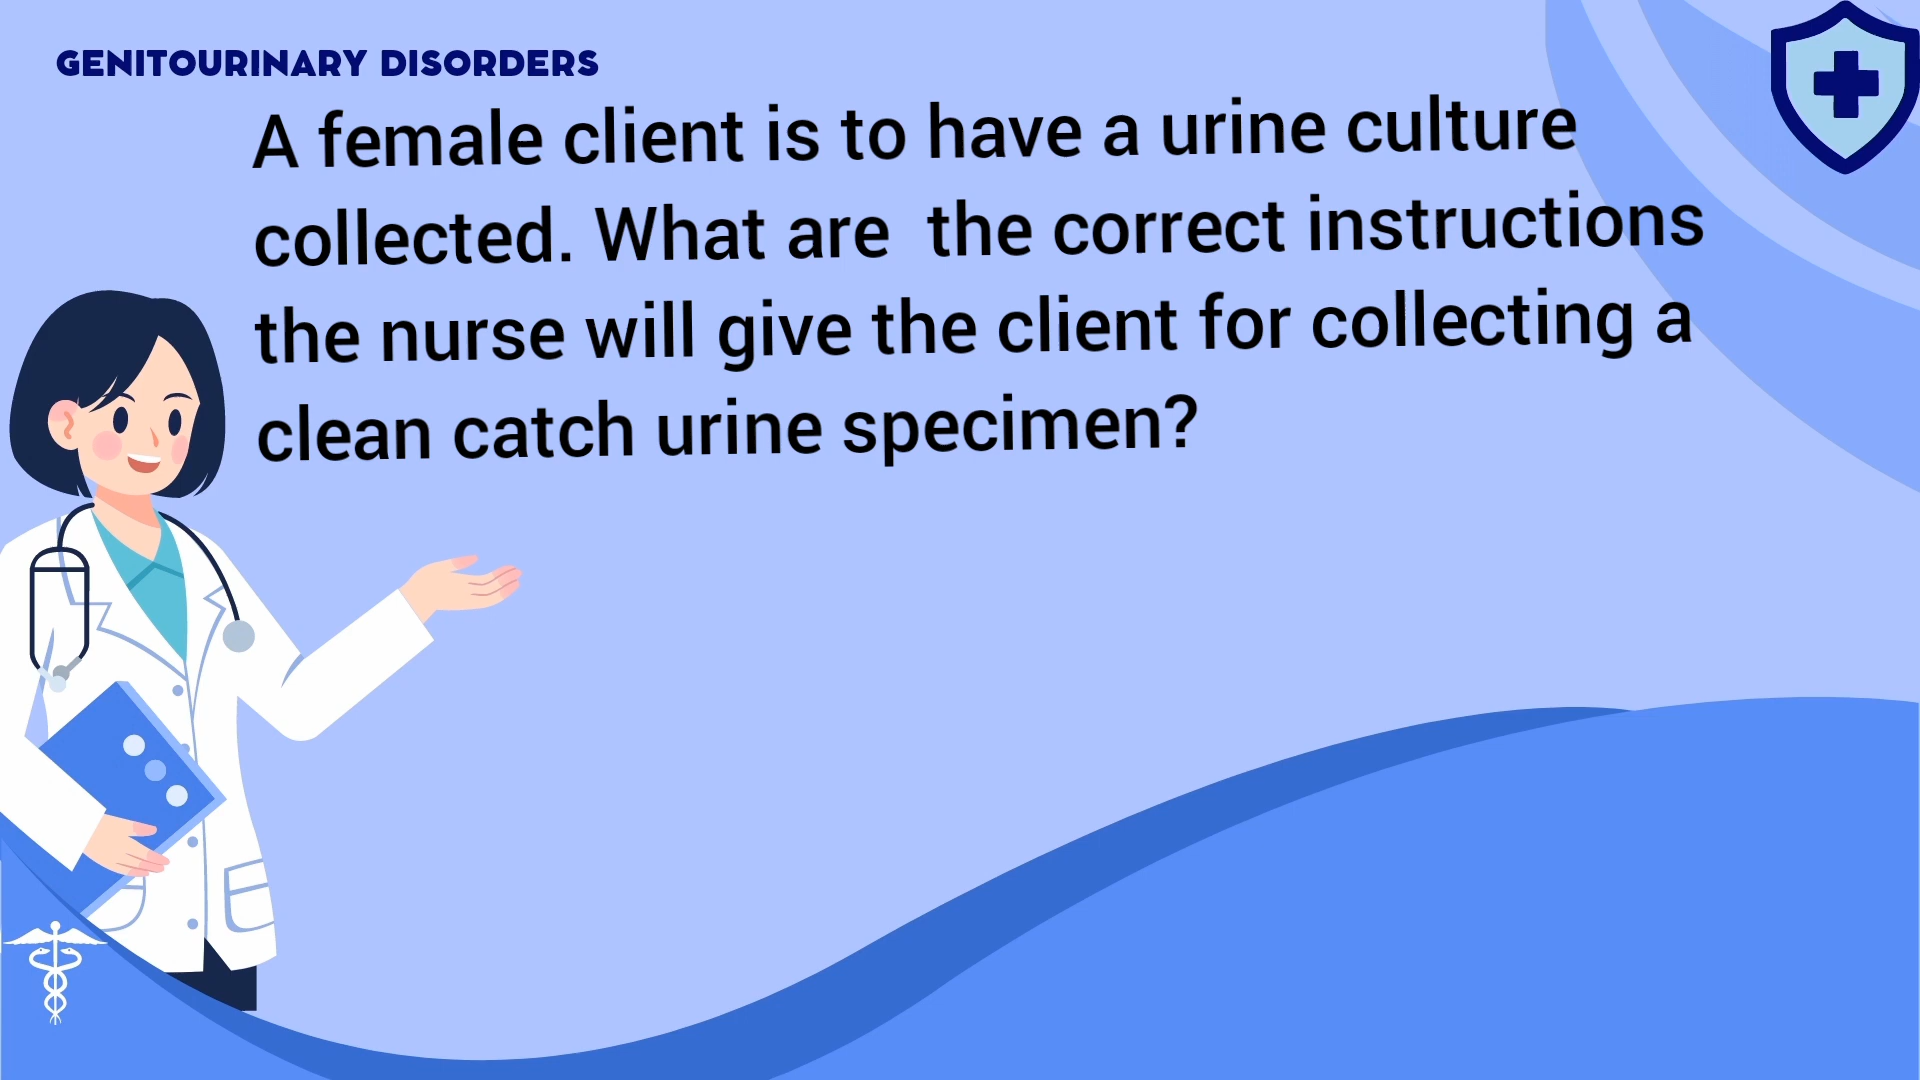 GENITOURINARY DISORDERS
A female client is to have a urine culture
collected. What are the correct instructions
the nurse will give the client for collecting a
clean catch urine specimen?